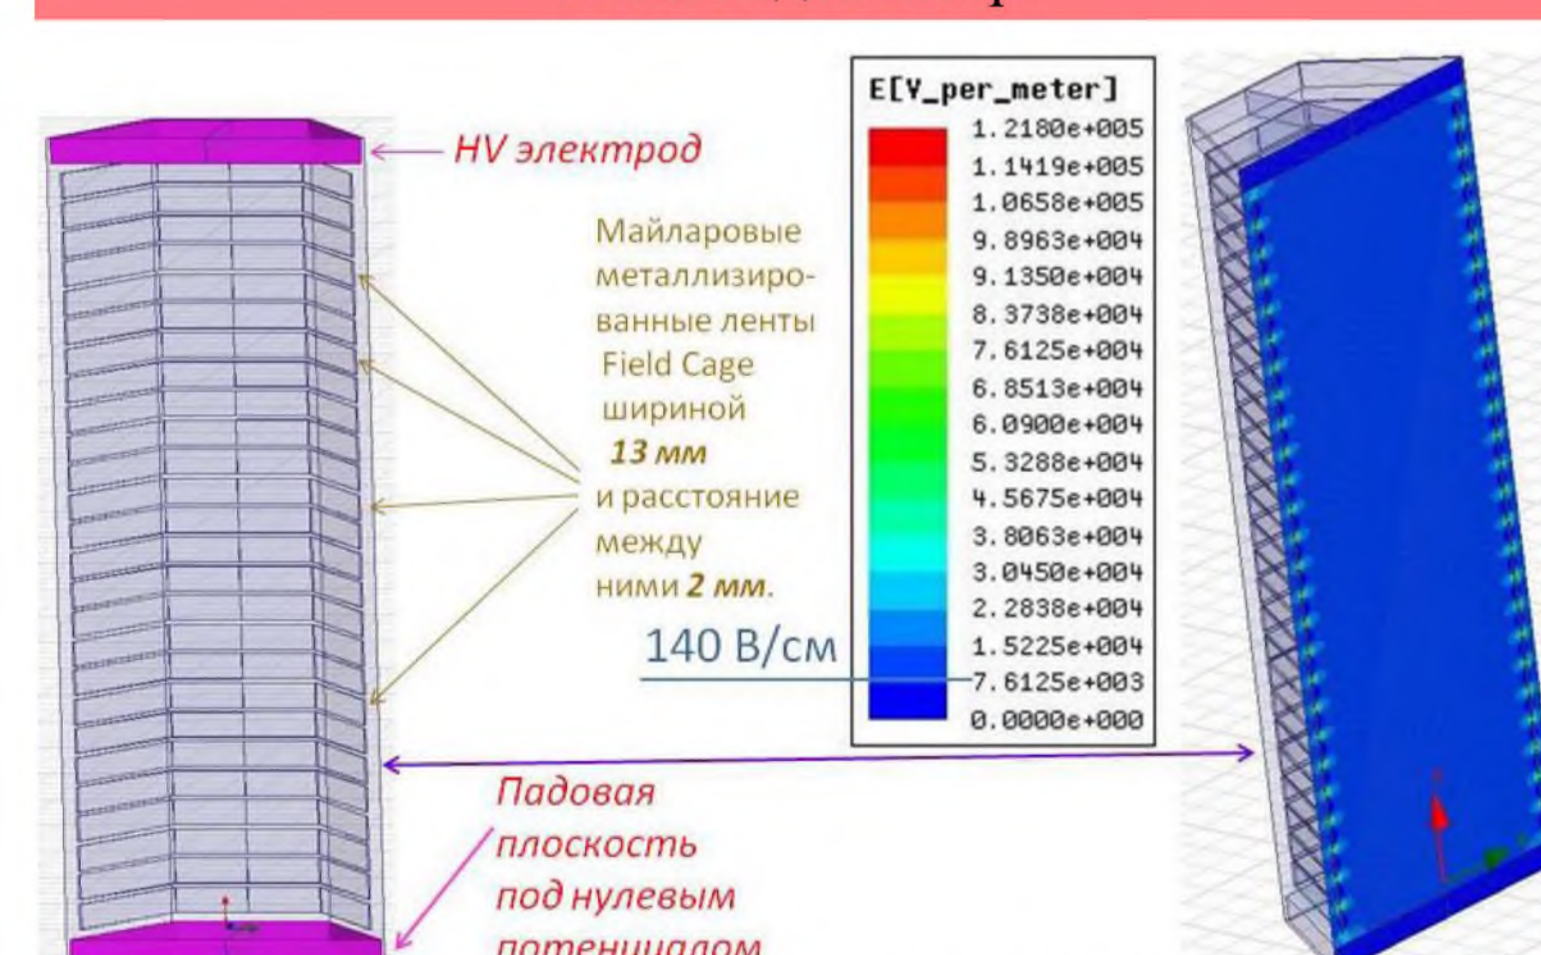 HV электрод
Майларовые
металлизиро-
ванные ленты
Field Cage
шириной
13 мм
и расстояние
между
ними 2 мм.
140 В/см
E[V_per_meter]
1.2180e+005
1.1419e+005
1.0658e+005
9.8963e+004
9.1350e+004
8.3738e+004
7.6125e+004
6.8513e+004
6.0900e+004
5.3288e+004
4.5675e+004
3.8063e+004
3.0450e+004
2.2838e+004
1.5225e+004
7.6125e+003
0.0000e+000
Падовая
плоскость
под нулевым
потенциалом